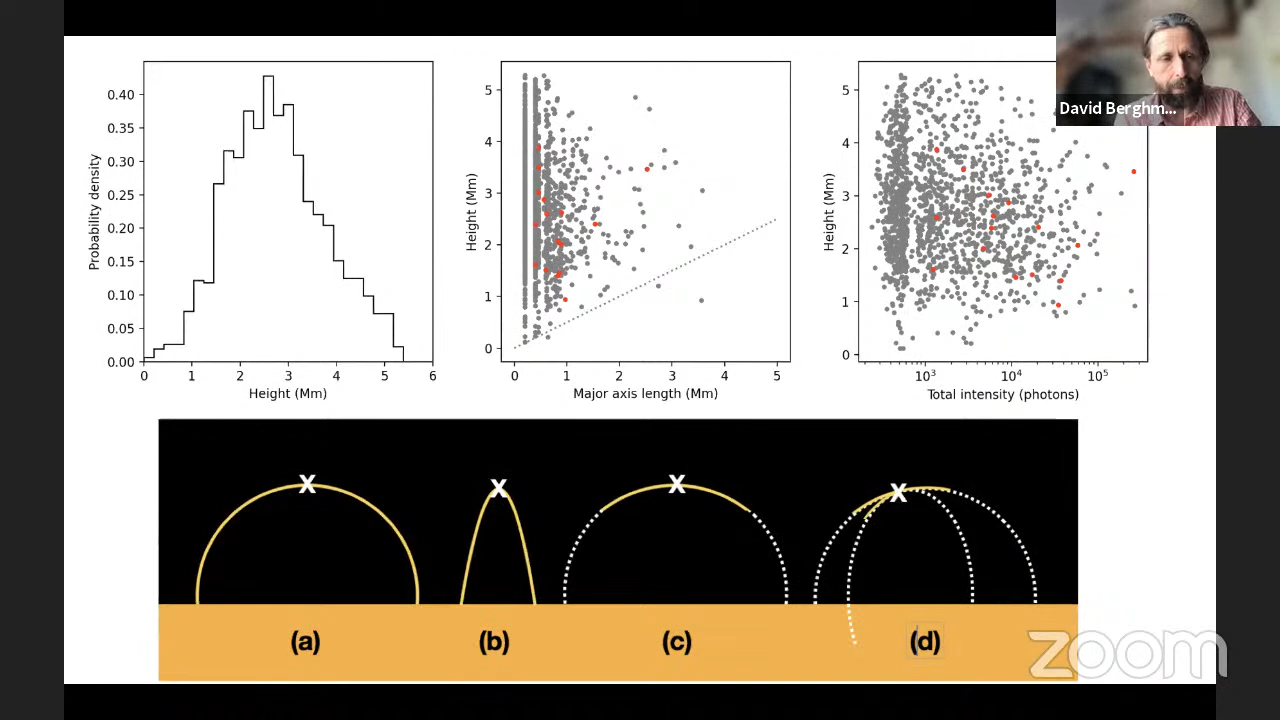 David Berghm...
Probability density
0.40
0.35
0.30
0.25
0.20
0.15
0.10
0.05
0.00
0 1 2 3 4 5 6
Height (Mm)
Height (Mm)
5
4
3
2
1
0
0 1 2 3 4 5
Major axis length (Mm)
Height (Mm)
5
4
3
2
1
0
10³ 10⁴ 10⁵
Total intensity (photons)
X X X X
(a) (b) (c) (d)
zoom